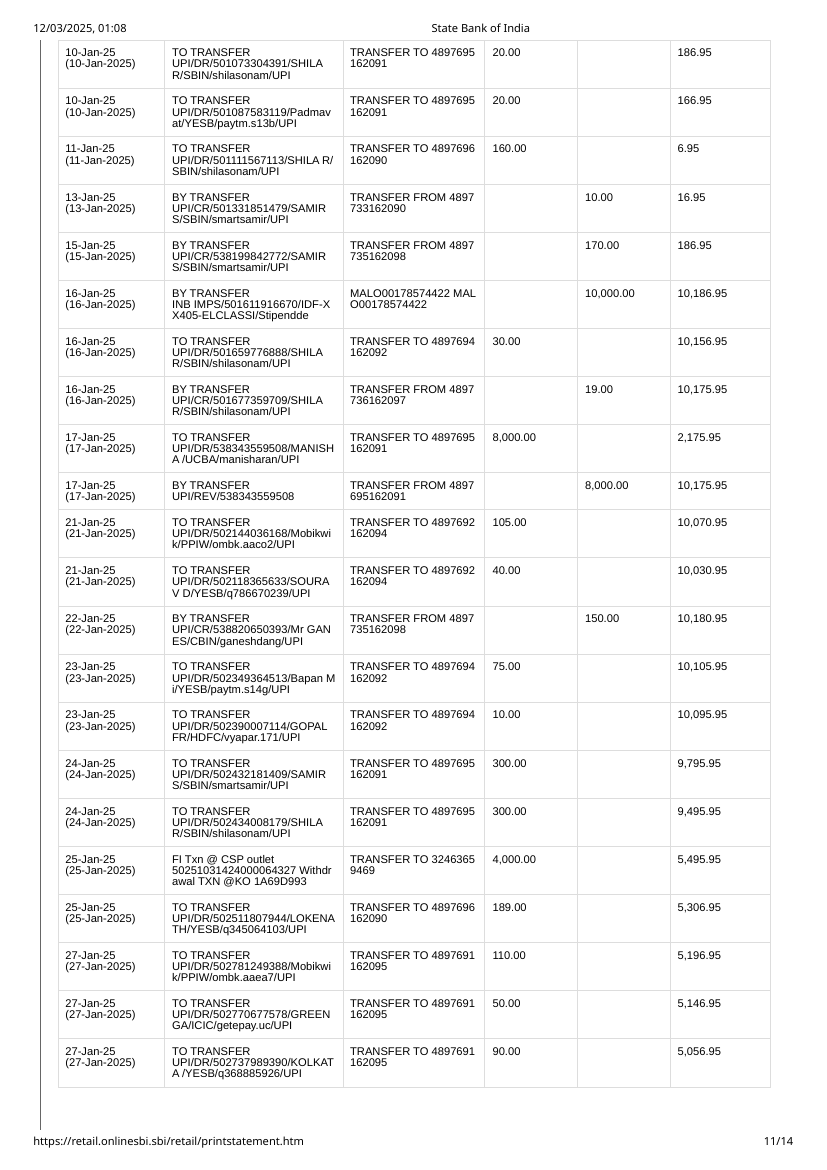 12/03/2025, 01:08 State Bank of India
10-Jan-25 TO TRANSFER TRANSFER TO 4897695 20.00 186.95
(10-Jan-2025) UPI/DR/501073304391/SHILA 162091
R/SBIN/shilasonam/UPI
10-Jan-25 TO TRANSFER TRANSFER TO 4897695 20.00 166.95
(10-Jan-2025) UPI/DR/501087583119/Padmav 162091
at/YESB/paytm.s13b/UPI
11-Jan-25 TO TRANSFER TRANSFER TO 4897696 160.00 6.95
(11-Jan-2025) UPI/DR/501111567113/SHILA R/ 162090
SBIN/shilasonam/UPI
13-Jan-25 BY TRANSFER TRANSFER FROM 4897 10.00 16.95
(13-Jan-2025) UPI/CR/501331851479/SAMIR 733162090
S/SBIN/smartsamir/UPI
15-Jan-25 BY TRANSFER TRANSFER FROM 4897 170.00 186.95
(15-Jan-2025) UPI/CR/538199842772/SAMIR 735162098
S/SBIN/smartsamir/UPI
16-Jan-25 BY TRANSFER MALO00178574422 MAL 10,000.00 10,186.95
(16-Jan-2025) INB IMPS/501611916670/IDF-X O00178574422
X405-ELCLASSI/Stipendde
16-Jan-25 TO TRANSFER TRANSFER TO 4897694 30.00 10,156.95
(16-Jan-2025) UPI/DR/501659776888/SHILA 162092
R/SBIN/shilasonam/UPI
16-Jan-25 BY TRANSFER TRANSFER FROM 4897 19.00 10,175.95
(16-Jan-2025) UPI/CR/501677359709/SHILA 736162097
R/SBIN/shilasonam/UPI
17-Jan-25 TO TRANSFER TRANSFER TO 4897695 8,000.00 2,175.95
(17-Jan-2025) UPI/DR/538343559508/MANISH 162091
A /UCBA/manisharan/UPI
17-Jan-25 BY TRANSFER TRANSFER FROM 4897 8,000.00 10,175.95
(17-Jan-2025) UPI/REV/538343559508 695162091
21-Jan-25 TO TRANSFER TRANSFER TO 4897692 105.00 10,070.95
(21-Jan-2025) UPI/DR/502144036168/Mobikwi 162094
k/PPIW/ombk.aaco2/UPI
21-Jan-25 TO TRANSFER TRANSFER TO 4897692 40.00 10,030.95
(21-Jan-2025) UPI/DR/502118365633/SOURA 162094
V D/YESB/q786670239/UPI
22-Jan-25 BY TRANSFER TRANSFER FROM 4897 150.00 10,180.95
(22-Jan-2025) UPI/CR/538820650393/Mr GAN 735162098
ES/CBIN/ganeshdang/UPI
23-Jan-25 TO TRANSFER TRANSFER TO 4897694 75.00 10,105.95
(23-Jan-2025) UPI/DR/502349364513/Bapan M 162092
i/YESB/paytm.s14g/UPI
23-Jan-25 TO TRANSFER TRANSFER TO 4897694 10.00 10,095.95
(23-Jan-2025) UPI/DR/502390007114/GOPAL 162092
FR/HDFC/vyapar.171/UPI
24-Jan-25 TO TRANSFER TRANSFER TO 4897695 300.00 9,795.95
(24-Jan-2025) UPI/DR/502432181409/SAMIR 162091
S/SBIN/smartsamir/UPI
24-Jan-25 TO TRANSFER TRANSFER TO 4897695 300.00 9,495.95
(24-Jan-2025) UPI/DR/502434008179/SHILA 162091
R/SBIN/shilasonam/UPI
25-Jan-25 FI Txn @ CSP outlet TRANSFER TO 3246365 4,000.00 5,495.95
(25-Jan-2025) 50251031424000064327 Withdr 9469
awal TXN @KO 1A69D993
25-Jan-25 TO TRANSFER TRANSFER TO 4897696 189.00 5,306.95
(25-Jan-2025) UPI/DR/502511807944/LOKENA 162090
TH/YESB/q345064103/UPI
27-Jan-25 TO TRANSFER TRANSFER TO 4897691 110.00 5,196.95
(27-Jan-2025) UPI/DR/502781249388/Mobikwi 162095
k/PPIW/ombk.aaea7/UPI
27-Jan-25 TO TRANSFER TRANSFER TO 4897691 50.00 5,146.95
(27-Jan-2025) UPI/DR/502770677578/GREEN 162095
GA/ICIC/getepay.uc/UPI
27-Jan-25 TO TRANSFER TRANSFER TO 4897691 90.00 5,056.95
(27-Jan-2025) UPI/DR/502737989390/KOLKAT 162095
A /YESB/q368885926/UPI
https://retail.onlinesbi.sbi/retail/printstatement.htm 11/14